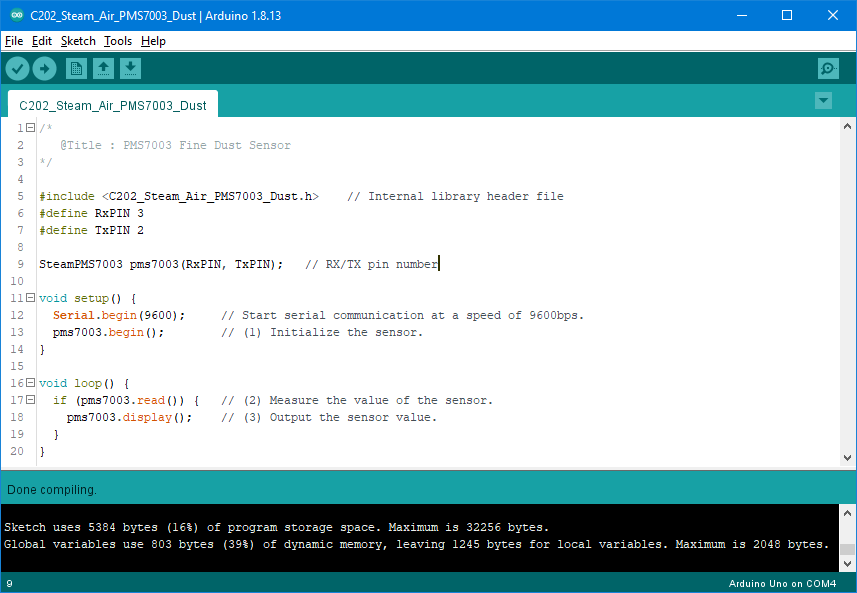 C202_Steam_Air_PMS7003_Dust | Arduino 1.8.13
File Edit Sketch Tools Help
C202_Steam_Air_PMS7003_Dust
1 /*
2    @Title : PMS7003 Fine Dust Sensor
3 */
4
5 #include <C202_Steam_Air_PMS7003_Dust.h>    // Internal library header file
6 #define RxPIN 3
7 #define TxPIN 2
8
9 SteamPMS7003 pms7003(RxPIN, TxPIN);   // RX/TX pin number
10
11 void setup() {
12   Serial.begin(9600);     // Start serial communication at a speed of 9600bps.
13   pms7003.begin();        // (1) Initialize the sensor.
14 }
15
16 void loop() {
17   if (pms7003.read()) {   // (2) Measure the value of the sensor.
18     pms7003.display();    // (3) Output the sensor value.
19   }
20 }
Done compiling.
Sketch uses 5384 bytes (16%) of program storage space. Maximum is 32256 bytes.
Global variables use 803 bytes (39%) of dynamic memory, leaving 1245 bytes for local variables. Maximum is 2048 bytes.
9 Arduino Uno on COM4